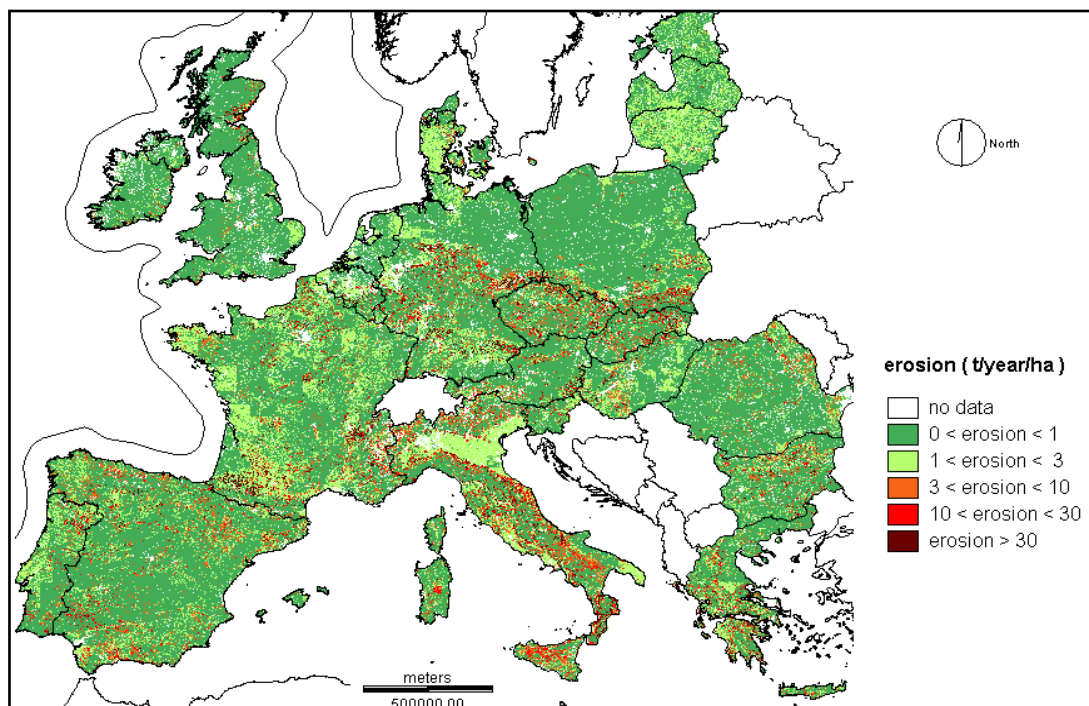 North
erosion ( t/year/ha )
no data
0 < erosion < 1
1 < erosion < 3
3 < erosion < 10
10 < erosion < 30
erosion > 30
meters
500000.00